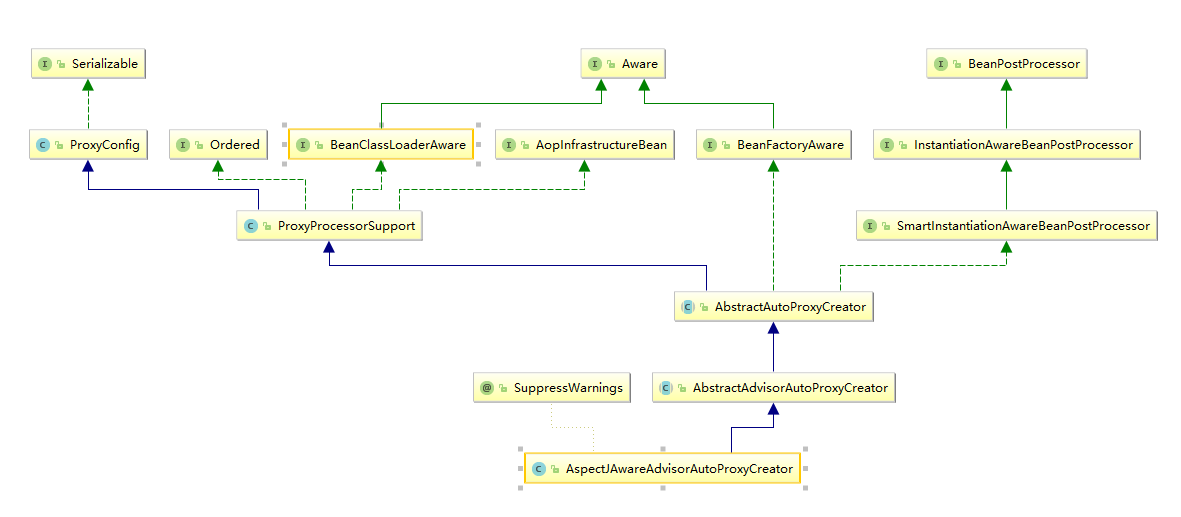 I Serializable
I Aware
I BeanPostProcessor
C ProxyConfig
I Ordered
I BeanClassLoaderAware
I AopInfrastructureBean
I BeanFactoryAware
I InstantiationAwareBeanPostProcessor
C ProxyProcessorSupport
I SmartInstantiationAwareBeanPostProcessor
C AbstractAutoProxyCreator
@ SuppressWarnings
C AbstractAdvisorAutoProxyCreator
C AspectJAwareAdvisorAutoProxyCreator